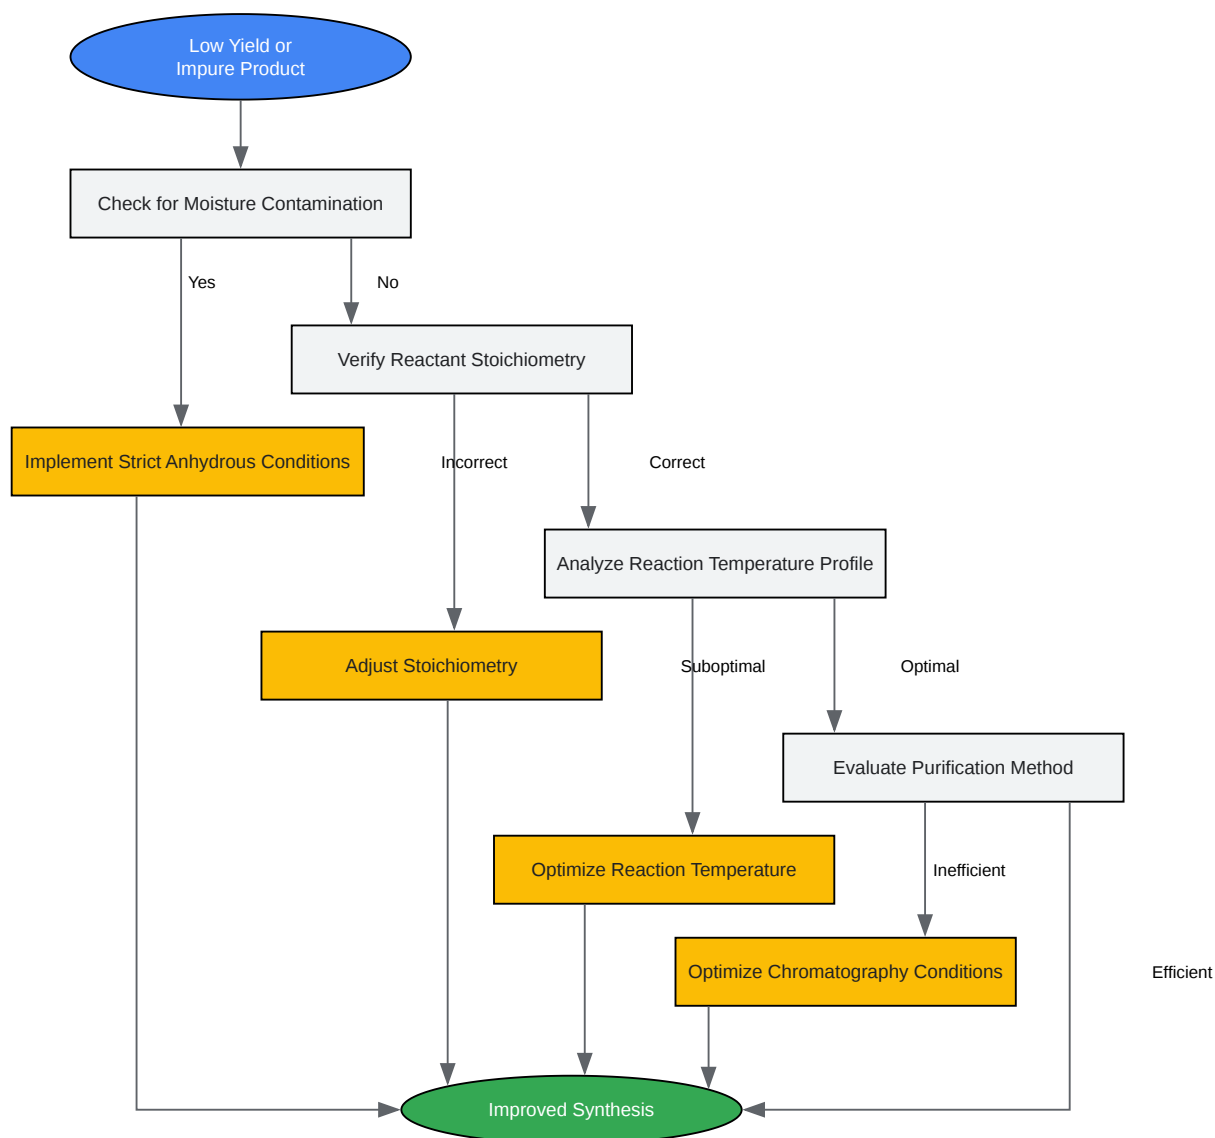 Low Yield or
Impure Product
Check for Moisture Contamination
Yes
No
Verify Reactant Stoichiometry
Implement Strict Anhydrous Conditions
Incorrect
Correct
Analyze Reaction Temperature Profile
Adjust Stoichiometry
Suboptimal
Optimal
Evaluate Purification Method
Optimize Reaction Temperature
Inefficient
Optimize Chromatography Conditions
Efficient
Improved Synthesis